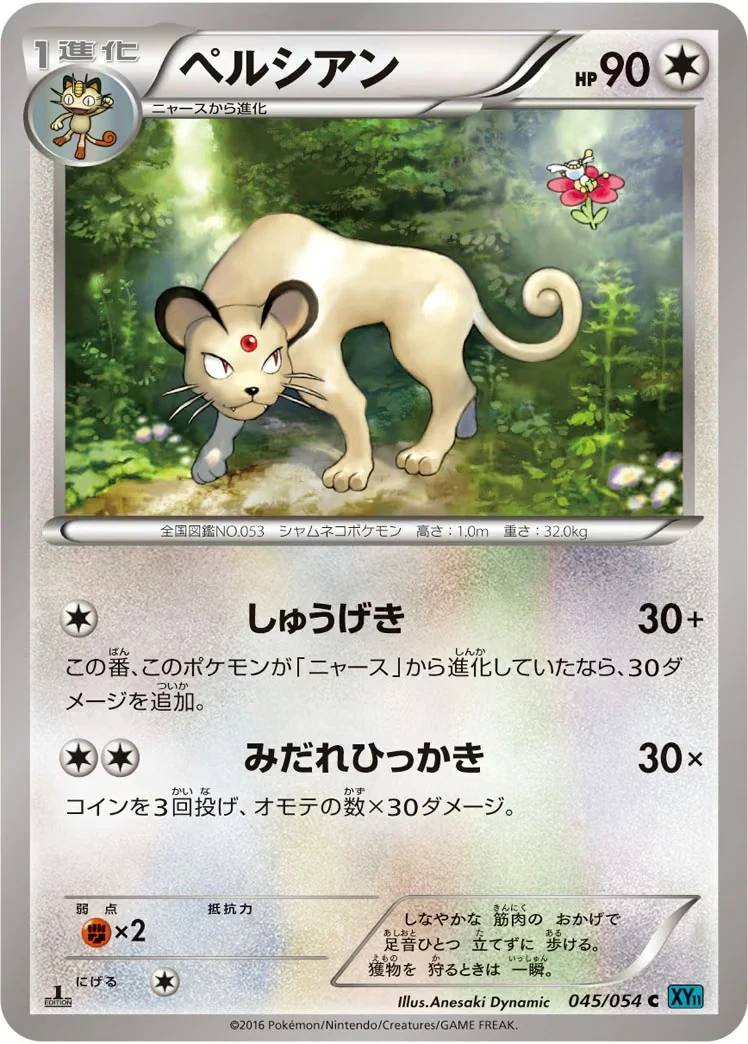 1進化
ペルシアン
HP90
ニャースから進化
全国図鑑NO.053 シャムネコポケモン 高さ:1.0m 重さ:32.0kg
しゅうげき 30+
この番、このポケモンが「ニャース」から進化していたなら、30ダ
メージを追加。
みだれひっかき 30×
コインを3回投げ、オモテの数×30ダメージ。
弱点 抵抗力
×2
にげる
しなやかな 筋肉の おかげで
足音ひとつ 立てずに 歩ける。
獲物を 狩るときは 一瞬。
1 EDITION
Illus.Anesaki Dynamic 045/054 C XY11
©2016 Pokémon/Nintendo/Creatures/GAME FREAK.